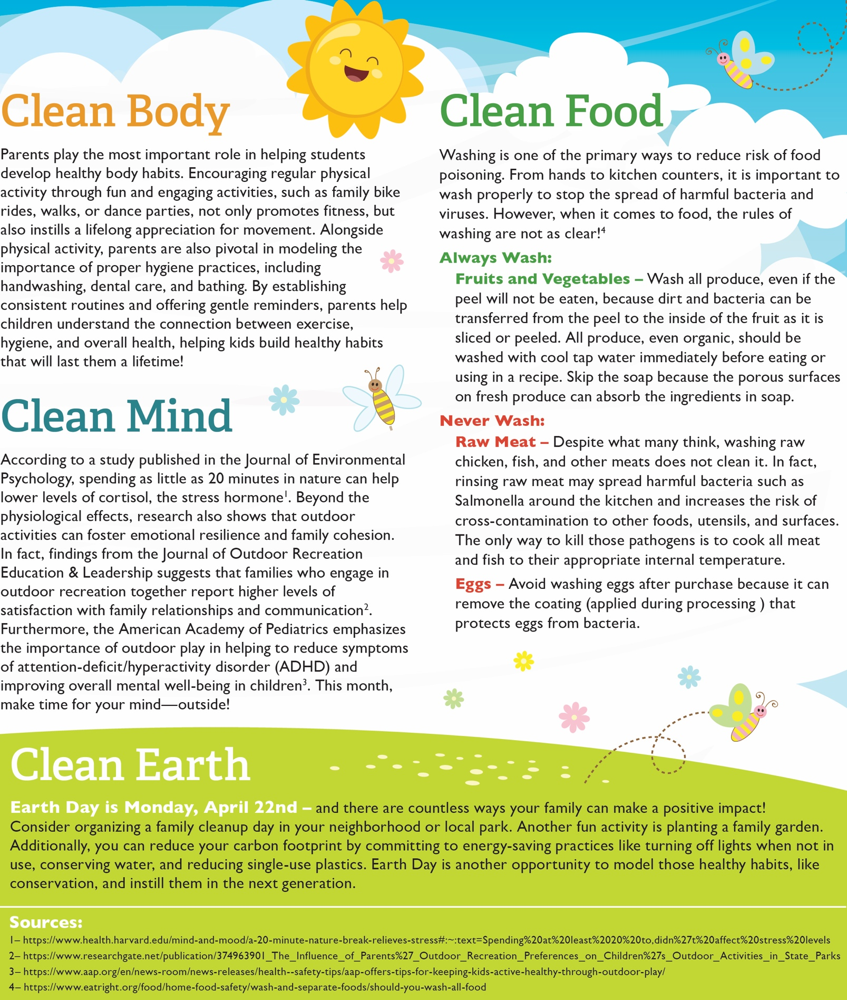 Clean Body
Parents play the most important role in helping students
develop healthy body habits. Encouraging regular physical
activity through fun and engaging activities, such as family bike
rides, walks, or dance parties, not only promotes fitness, but
also instills a lifelong appreciation for movement. Alongside
physical activity, parents are also pivotal in modeling the
importance of proper hygiene practices, including
handwashing, dental care, and bathing. By establishing
consistent routines and offering gentle reminders, parents help
children understand the connection between exercise,
hygiene, and overall health, helping kids build healthy habits
that will last them a lifetime!
Clean Mind
According to a study published in the Journal of Environmental
Psychology, spending as little as 20 minutes in nature can help
lower levels of cortisol, the stress hormone¹. Beyond the
physiological effects, research also shows that outdoor
activities can foster emotional resilience and family cohesion.
In fact, findings from the Journal of Outdoor Recreation
Education & Leadership suggests that families who engage in
outdoor recreation together report higher levels of
satisfaction with family relationships and communication².
Furthermore, the American Academy of Pediatrics emphasizes
the importance of outdoor play in helping to reduce symptoms
of attention-deficit/hyperactivity disorder (ADHD) and
improving overall mental well-being in children³. This month,
make time for your mind—outside!
Clean Food
Washing is one of the primary ways to reduce risk of food
poisoning. From hands to kitchen counters, it is important to
wash properly to stop the spread of harmful bacteria and
viruses. However, when it comes to food, the rules of
washing are not as clear!⁴
Always Wash:
Fruits and Vegetables – Wash all produce, even if the
peel will not be eaten, because dirt and bacteria can be
transferred from the peel to the inside of the fruit as it is
sliced or peeled. All produce, even organic, should be
washed with cool tap water immediately before eating or
using in a recipe. Skip the soap because the porous surfaces
on fresh produce can absorb the ingredients in soap.
Never Wash:
Raw Meat – Despite what many think, washing raw
chicken, fish, and other meats does not clean it. In fact,
rinsing raw meat may spread harmful bacteria such as
Salmonella around the kitchen and increases the risk of
cross-contamination to other foods, utensils, and surfaces.
The only way to kill those pathogens is to cook all meat
and fish to their appropriate internal temperature.
Eggs – Avoid washing eggs after purchase because it can
remove the coating (applied during processing ) that
protects eggs from bacteria.
Clean Earth
Earth Day is Monday, April 22nd – and there are countless ways your family can make a positive impact!
Consider organizing a family cleanup day in your neighborhood or local park. Another fun activity is planting a family garden.
Additionally, you can reduce your carbon footprint by committing to energy-saving practices like turning off lights when not in
use, conserving water, and reducing single-use plastics. Earth Day is another opportunity to model those healthy habits, like
conservation, and instill them in the next generation.
Sources:
1– https://www.health.harvard.edu/mind-and-mood/a-20-minute-nature-break-relieves-stress#:~:text=Spending%20at%20least%2020%20to,didn%27t%20affect%20stress%20levels
2– https://www.researchgate.net/publication/374963901_The_Influence_of_Parents%27_Outdoor_Recreation_Preferences_on_Children%27s_Outdoor_Activities_in_State_Parks
3– https://www.aap.org/en/news-room/news-releases/health--safety-tips/aap-offers-tips-for-keeping-kids-active-healthy-through-outdoor-play/
4– https://www.eatright.org/food/home-food-safety/wash-and-separate-foods/should-you-wash-all-food